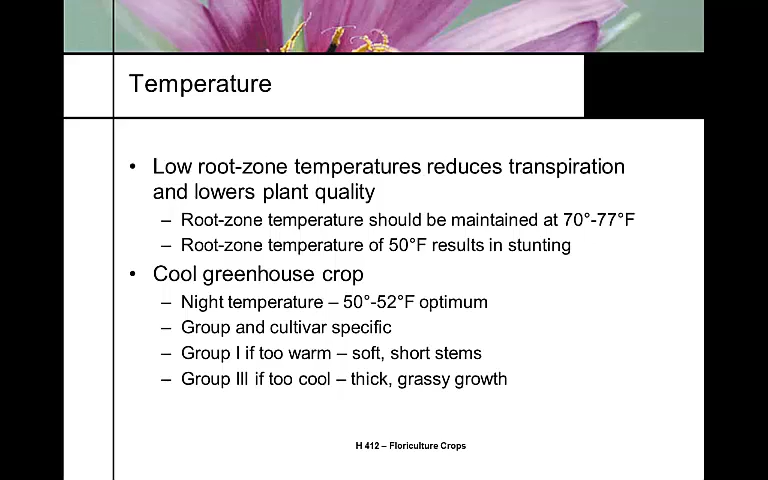 Temperature
• Low root-zone temperatures reduces transpiration
and lowers plant quality
– Root-zone temperature should be maintained at 70°-77°F
– Root-zone temperature of 50°F results in stunting
• Cool greenhouse crop
– Night temperature – 50°-52°F optimum
– Group and cultivar specific
– Group I if too warm – soft, short stems
– Group III if too cool – thick, grassy growth
H 412 – Floriculture Crops